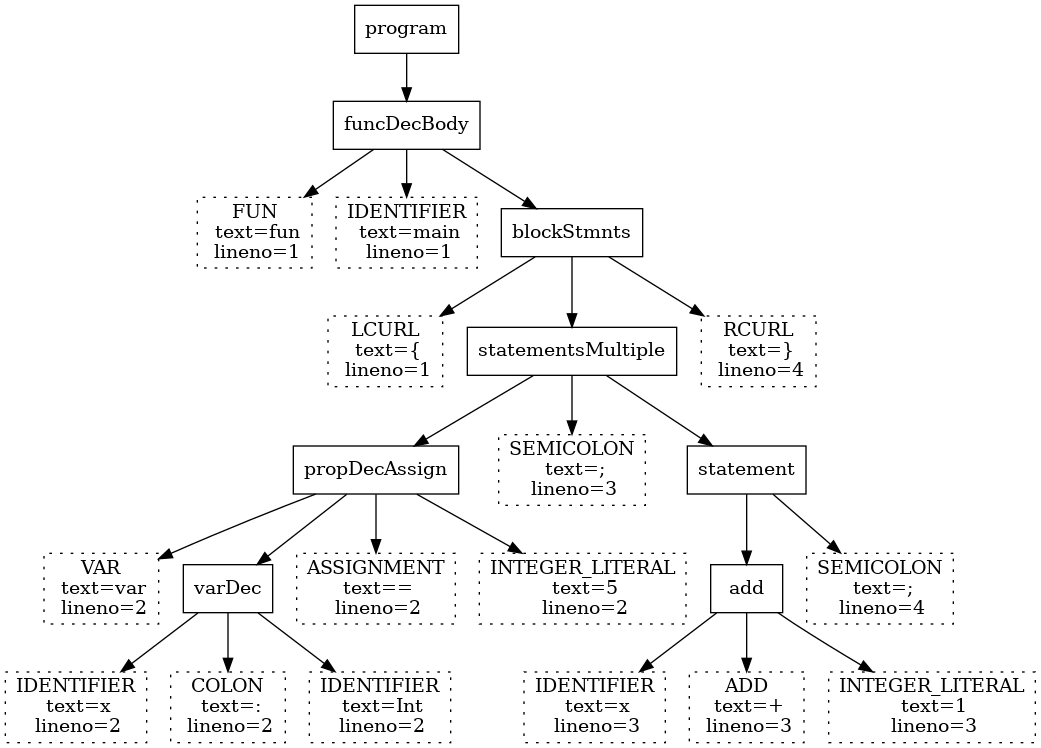 program
funcDecBody
FUN
text=fun
lineno=1
IDENTIFIER
text=main
lineno=1
blockStmnts
LCURL
text={
lineno=1
statementsMultiple
RCURL
text=}
lineno=4
propDecAssign
SEMICOLON
text=;
lineno=3
statement
VAR
text=var
lineno=2
varDec
ASSIGNMENT
text==
lineno=2
INTEGER_LITERAL
text=5
lineno=2
add
SEMICOLON
text=;
lineno=4
IDENTIFIER
text=x
lineno=2
COLON
text=:
lineno=2
IDENTIFIER
text=Int
lineno=2
IDENTIFIER
text=x
lineno=3
ADD
text=+
lineno=3
INTEGER_LITERAL
text=1
lineno=3